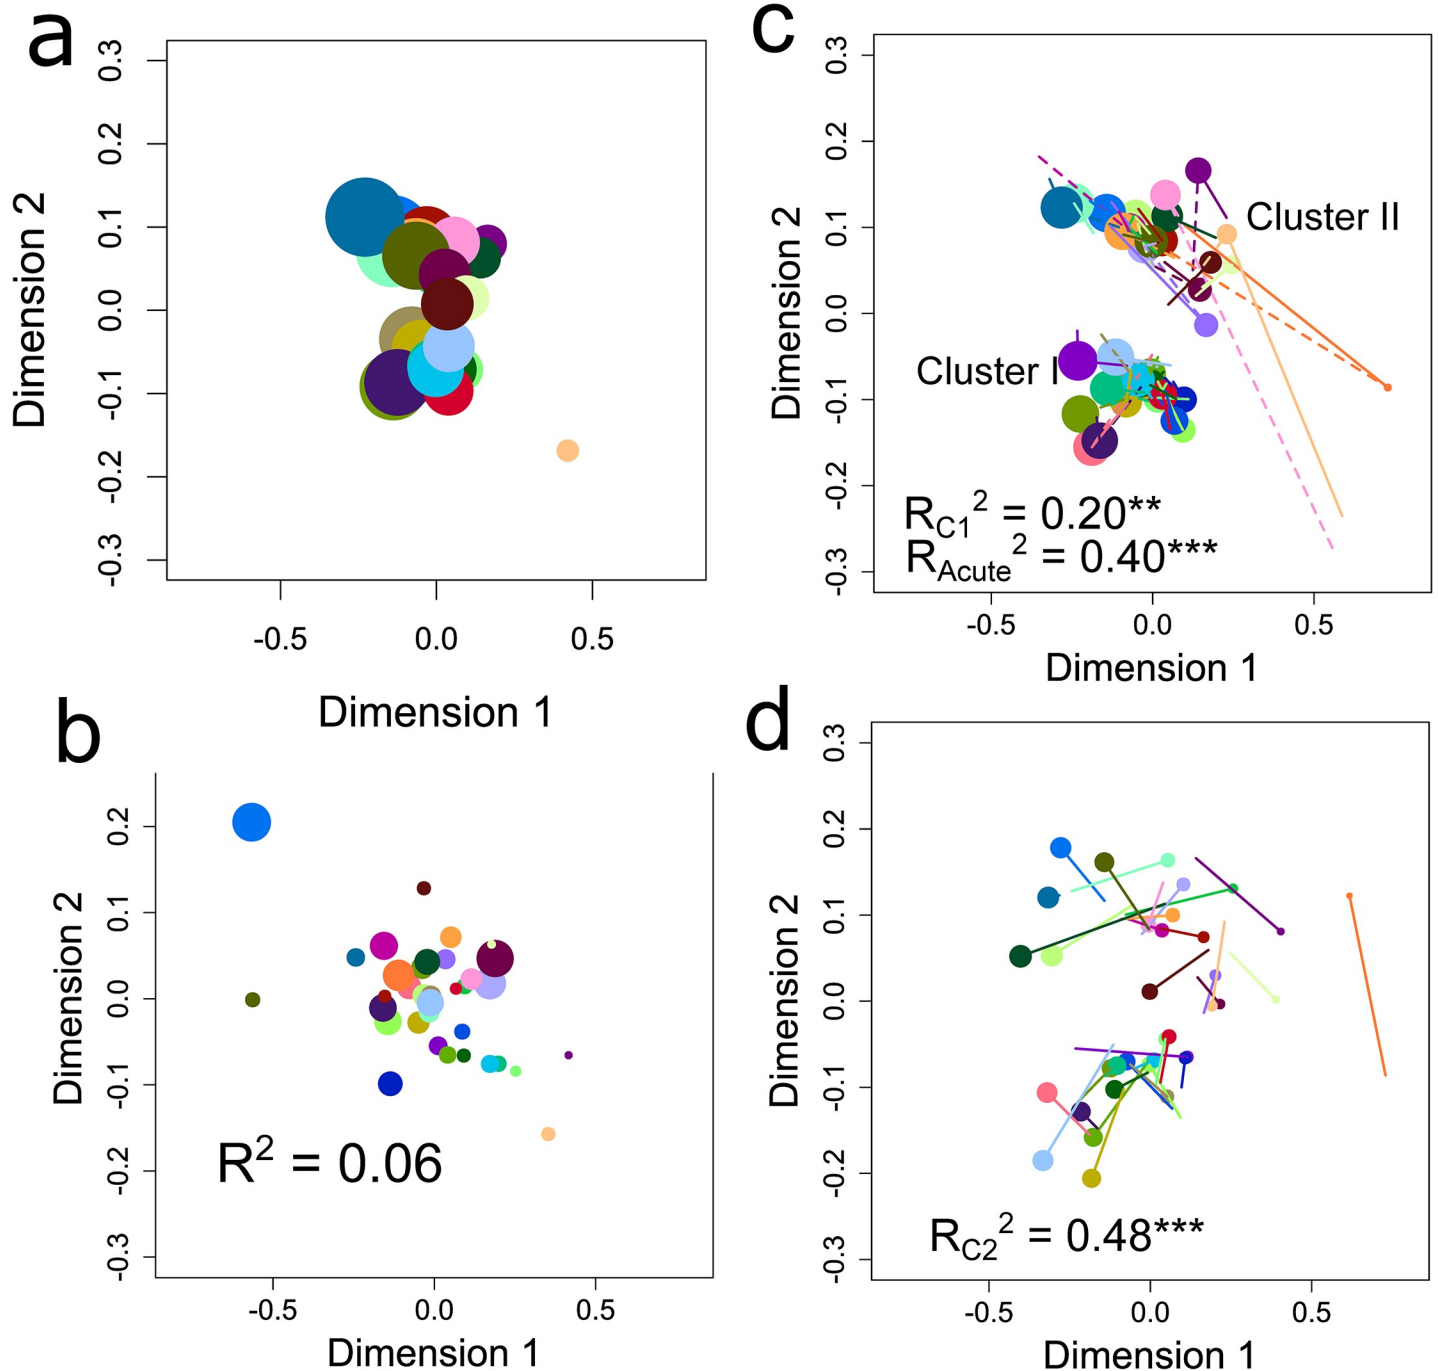 a
0.3
0.2
0.1
0.0
-0.1
-0.2
-0.3
Dimension 2
-0.5 0.0 0.5
Dimension 1
c
0.3
0.2
0.1
0.0
-0.1
-0.2
-0.3
Dimension 2
Cluster II
Cluster I
R_C1² = 0.20**
R_Acute² = 0.40***
-0.5 0.0 0.5
Dimension 1
b
0.2
0.1
0.0
-0.1
-0.2
-0.3
Dimension 2
R² = 0.06
-0.5 0.0 0.5
Dimension 1
d
0.3
0.2
0.1
0.0
-0.1
-0.2
-0.3
Dimension 2
R_C2² = 0.48***
-0.5 0.0 0.5
Dimension 1